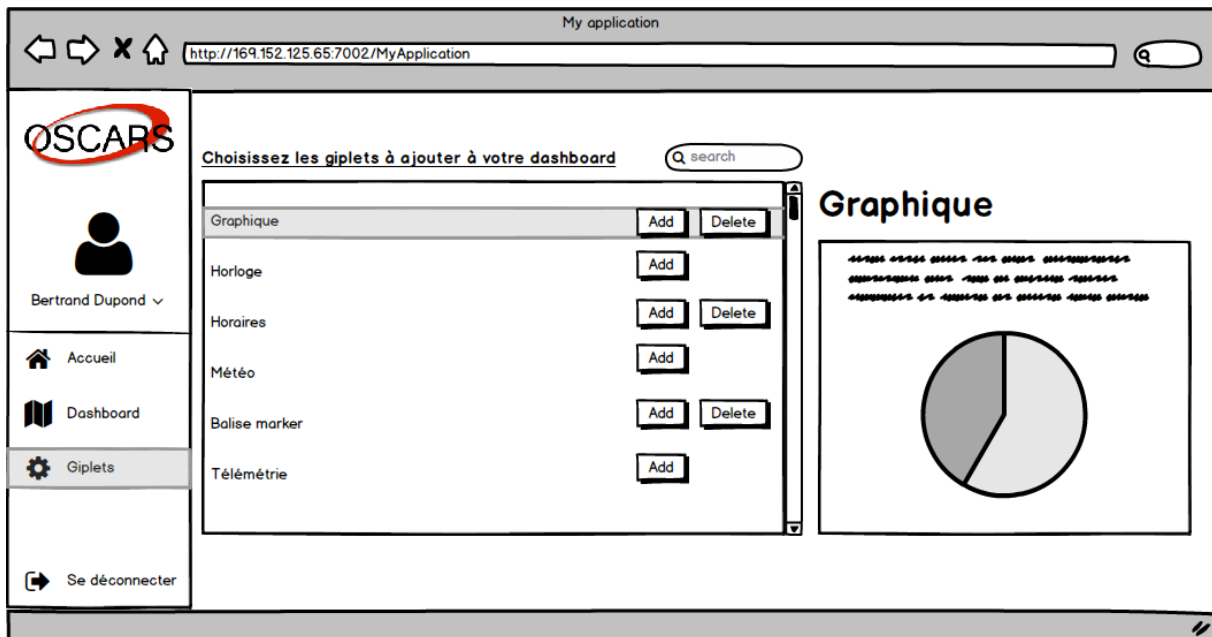 My application
http://169.152.125.65:7002/MyApplication
OSCARS
Bertrand Dupond
Accueil
Dashboard
Giplets
Se déconnecter
Choisissez les giplets à ajouter à votre dashboard
search
Graphique Add Delete
Horloge Add
Horaires Add Delete
Météo Add
Balise marker Add Delete
Télémétrie Add
Graphique